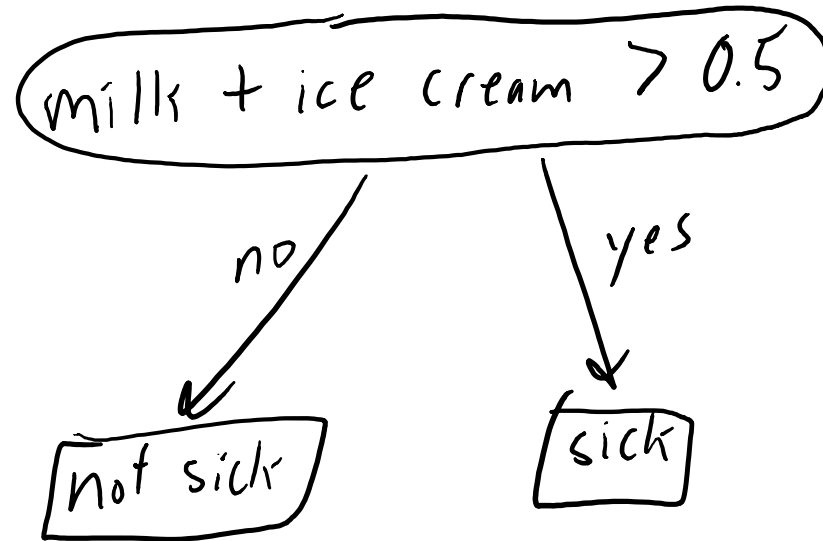 milk + ice cream > 0.5
no
yes
not sick
sick